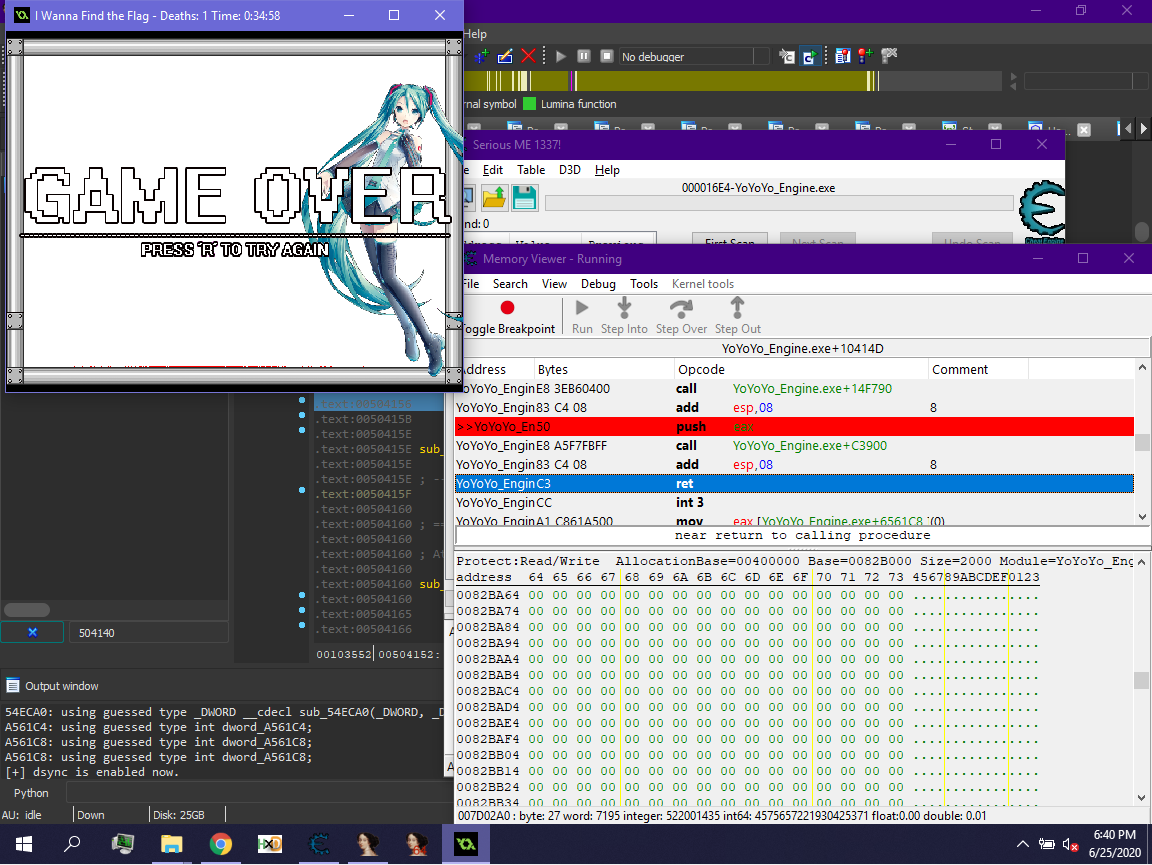 I Wanna Find the Flag - Deaths: 1 Time: 0:34:58
GAME OVER
PRESS 'R' TO TRY AGAIN
Help
No debugger
nal symbol
Lumina function
Serious ME 1337!
Edit Table D3D Help
000016E4-YoYoYo_Engine.exe
nd: 0
First Scan
Next Scan
Undo Scan
Memory Viewer - Running
File Search View Debug Tools Kernel tools
oggle Breakpoint Run Step Into Step Over Step Out
YoYoYo_Engine.exe+10414D
ddress Bytes Opcode Comment
YoYoYo_Engin E8 3EB60400 call YoYoYo_Engine.exe+14F790
YoYoYo_Engin 83 C4 08 add esp,08 8
>>YoYoYo_En 50 push eax
YoYoYo_Engin E8 A5F7FBFF call YoYoYo_Engine.exe+C3900
YoYoYo_Engin 83 C4 08 add esp,08 8
YoYoYo_Engin C3 ret
YoYoYo_Engin CC int 3
YoYoYo_Engin A1 C861A500 mov eax,[YoYoYo_Engine.exe+6561C8]
near return to calling procedure
Protect:Read/Write AllocationBase=00400000 Base=0082B000 Size=2000 Module=YoYoYo_Eng
address 64 65 66 67 68 69 6A 6B 6C 6D 6E 6F 70 71 72 73 456789ABCDEF0123
0082BA64 00 00 00 00 00 00 00 00 00 00 00 00 00 00 00 00 ................
0082BA74 00 00 00 00 00 00 00 00 00 00 00 00 00 00 00 00 ................
0082BA84 00 00 00 00 00 00 00 00 00 00 00 00 00 00 00 00 ................
0082BA94 00 00 00 00 00 00 00 00 00 00 00 00 00 00 00 00 ................
0082BAA4 00 00 00 00 00 00 00 00 00 00 00 00 00 00 00 00 ................
0082BAB4 00 00 00 00 00 00 00 00 00 00 00 00 00 00 00 00 ................
0082BAC4 00 00 00 00 00 00 00 00 00 00 00 00 00 00 00 00 ................
0082BAD4 00 00 00 00 00 00 00 00 00 00 00 00 00 00 00 00 ................
0082BAE4 00 00 00 00 00 00 00 00 00 00 00 00 00 00 00 00 ................
0082BAF4 00 00 00 00 00 00 00 00 00 00 00 00 00 00 00 00 ................
0082BB04 00 00 00 00 00 00 00 00 00 00 00 00 00 00 00 00 ................
0082BB14 00 00 00 00 00 00 00 00 00 00 00 00 00 00 00 00 ................
0082BB24 00 00 00 00 00 00 00 00 00 00 00 00 00 00 00 00 ................
0082BB34 00 00 00 00 00 00 00 00 00 00 00 00 00 00 00 00 ................
007D02A0 : byte: 27 word: 7195 integer: 522001435 int64: 4575657221930425371 float:0.00 double: 0.01
.text:00504156
.text:0050415B
.text:0050415E
.text:0050415E sub_
.text:0050415E
.text:0050415E ; --
.text:0050415F
.text:00504160
.text:00504160 ; ==
.text:00504160
.text:00504160 ; A
.text:00504160
.text:00504160 sub_
.text:00504160
.text:00504165
.text:00504166
504140
00103552 00504152:
Output window
54ECA0: using guessed type _DWORD __cdecl sub_54ECA0(_DWORD, _D
A561C4: using guessed type int dword_A561C4;
A561C8: using guessed type int dword_A561C8;
A561C8: using guessed type int dword_A561C8;
[+] dsync is enabled now.
Python
AU: idle Down Disk: 25GB
6:40 PM
6/25/2020